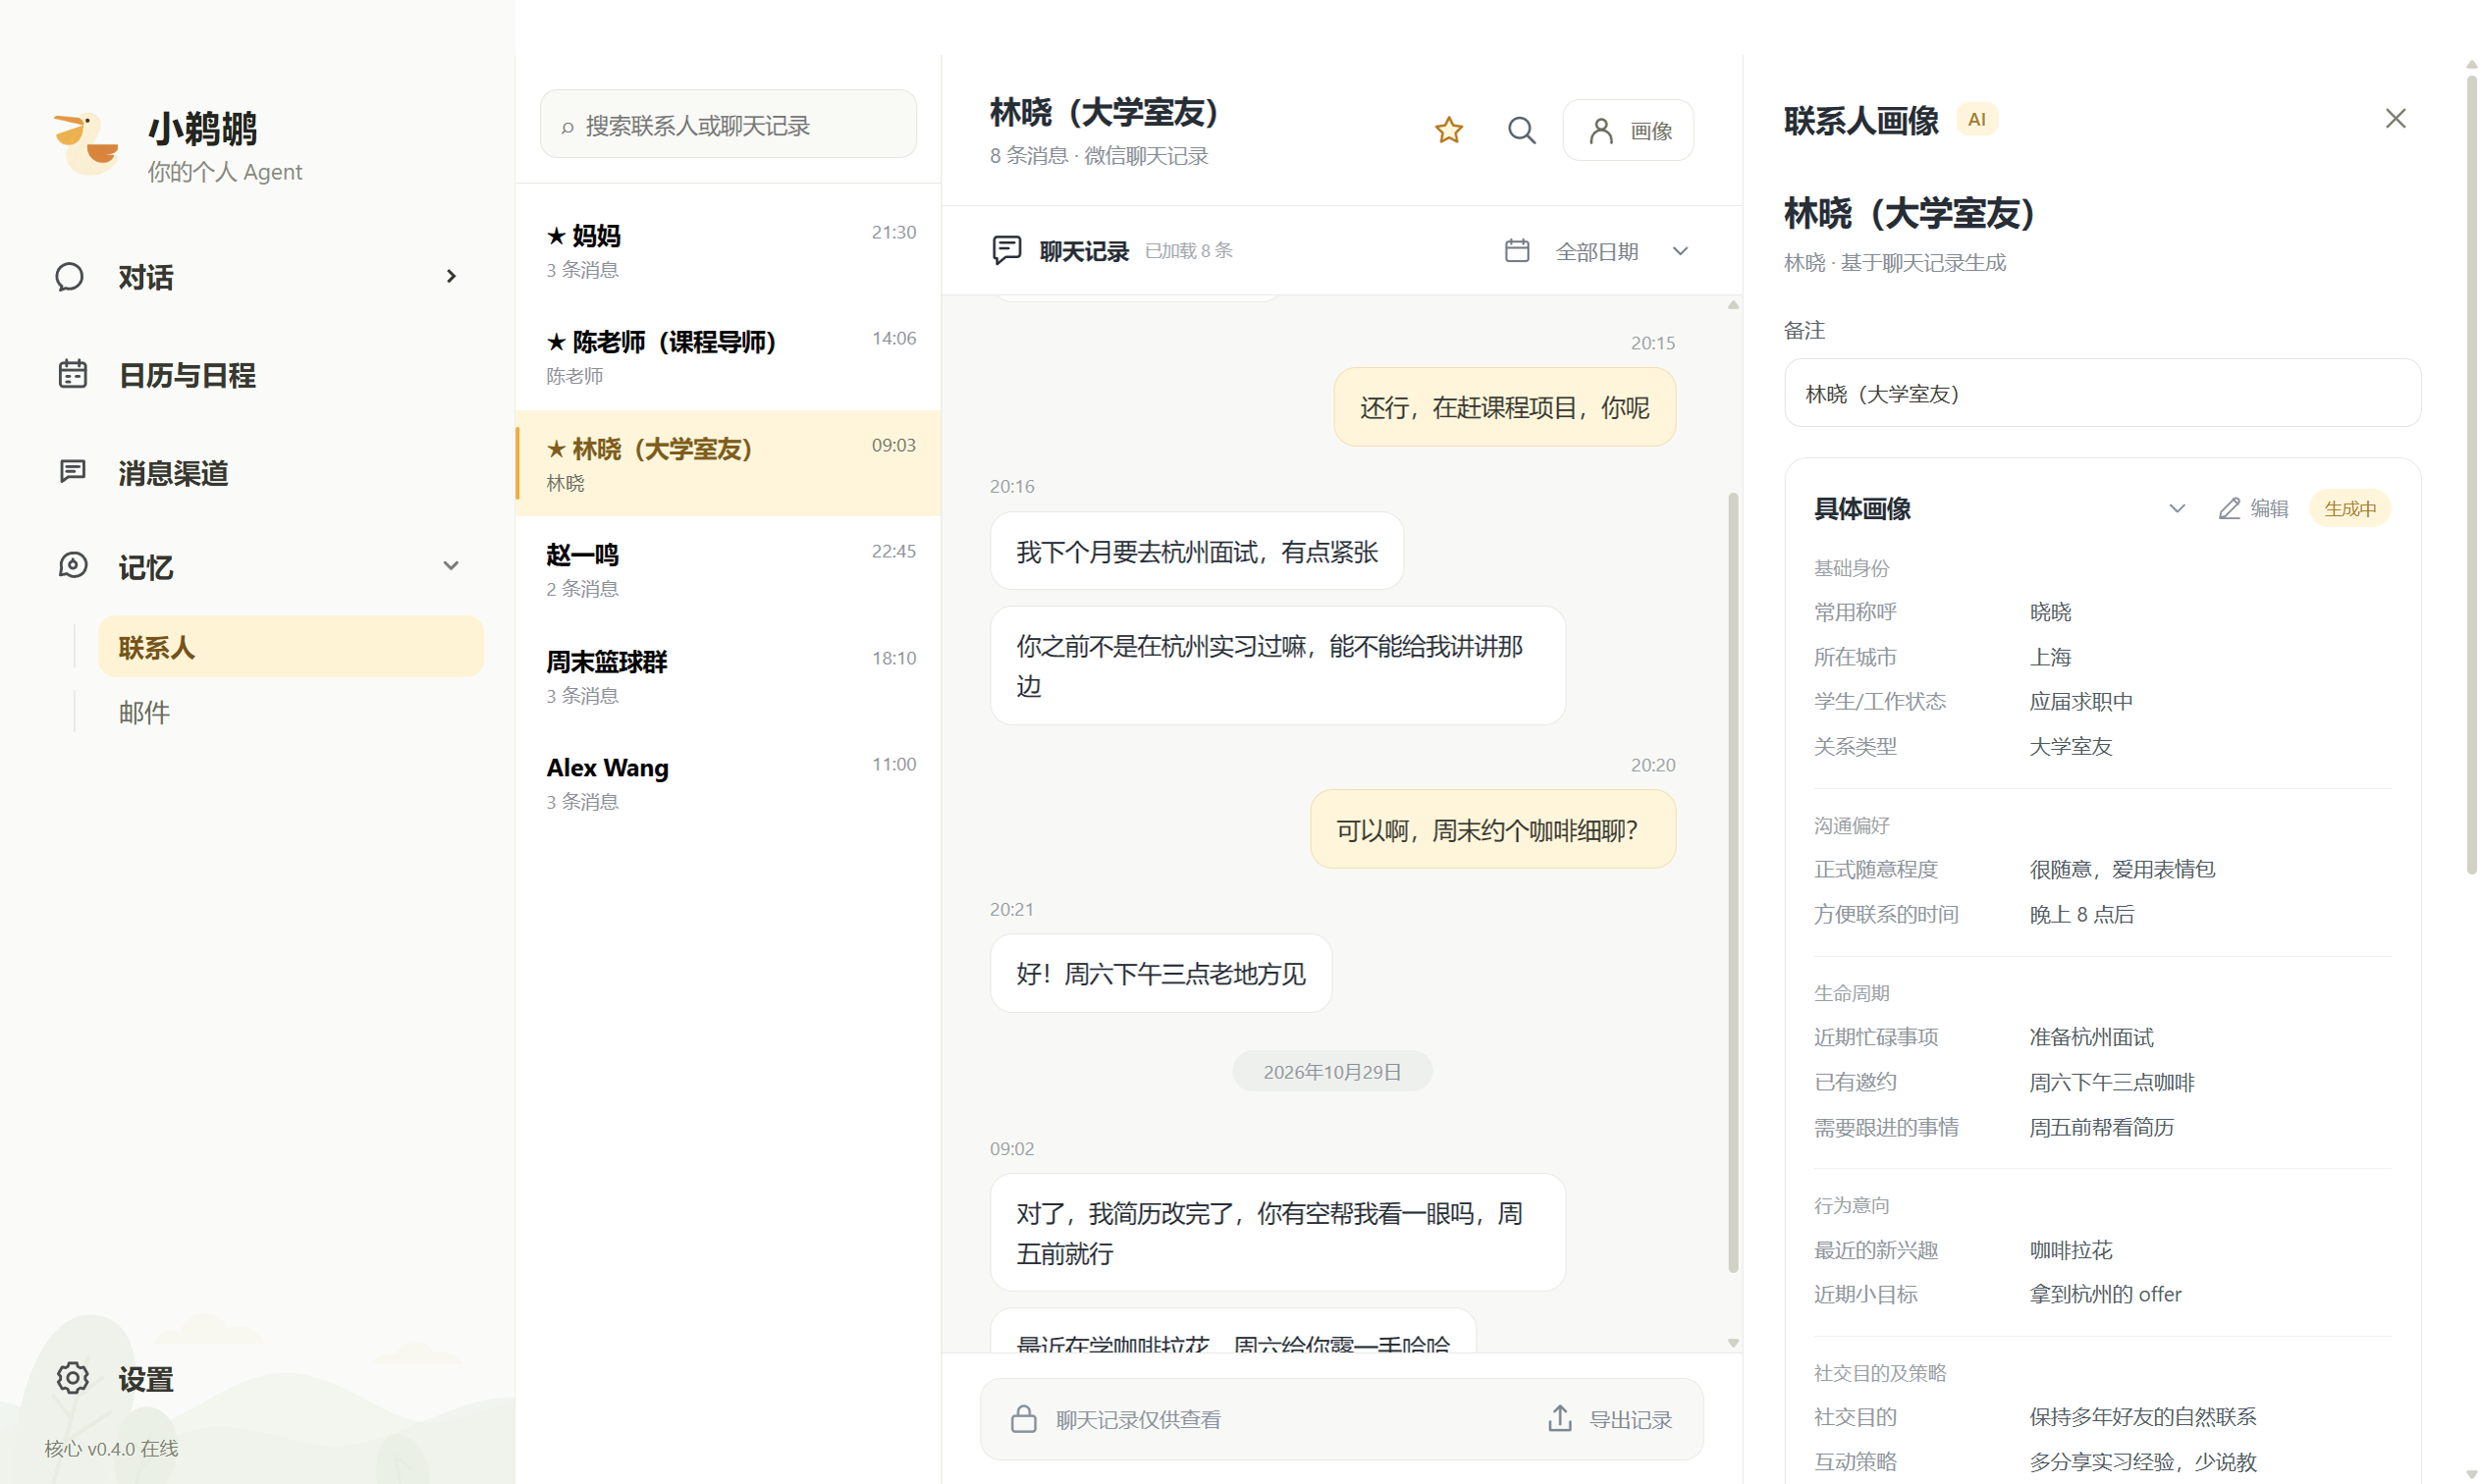 小鹈鹕
你的个人 Agent
对话
日历与日程
消息渠道
记忆
联系人
邮件
设置
核心 v0.4.0 在线
搜索联系人或聊天记录
★ 妈妈
21:30
3 条消息
★ 陈老师（课程导师）
14:06
陈老师
★ 林晓（大学室友）
09:03
林晓
赵一鸣
22:45
2 条消息
周末篮球群
18:10
3 条消息
Alex Wang
11:00
3 条消息
林晓（大学室友）
8 条消息 · 微信聊天记录
画像
聊天记录 已加载 8 条
全部日期
20:15
还行，在赶课程项目，你呢
20:16
我下个月要去杭州面试，有点紧张
你之前不是在杭州实习过嘛，能不能给我讲讲那
边
20:20
可以啊，周末约个咖啡细聊？
20:21
好！周六下午三点老地方见
2026年10月29日
09:02
对了，我简历改完了，你有空帮我看一眼吗，周
五前就行
最近在学咖啡拉花，周六给你露一手哈哈
聊天记录仅供查看
导出记录
联系人画像 AI
林晓（大学室友）
林晓 · 基于聊天记录生成
备注
林晓（大学室友）
具体画像
编辑
生成中
基础身份
常用称呼 晓晓
所在城市 上海
学生/工作状态 应届求职中
关系类型 大学室友
沟通偏好
正式随意程度 很随意，爱用表情包
方便联系的时间 晚上 8 点后
生命周期
近期忙碌事项 准备杭州面试
已有邀约 周六下午三点咖啡
需要跟进的事情 周五前帮看简历
行为意向
最近的新兴趣 咖啡拉花
近期小目标 拿到杭州的 offer
社交目的及策略
社交目的 保持多年好友的自然联系
互动策略 多分享实习经验，少说教